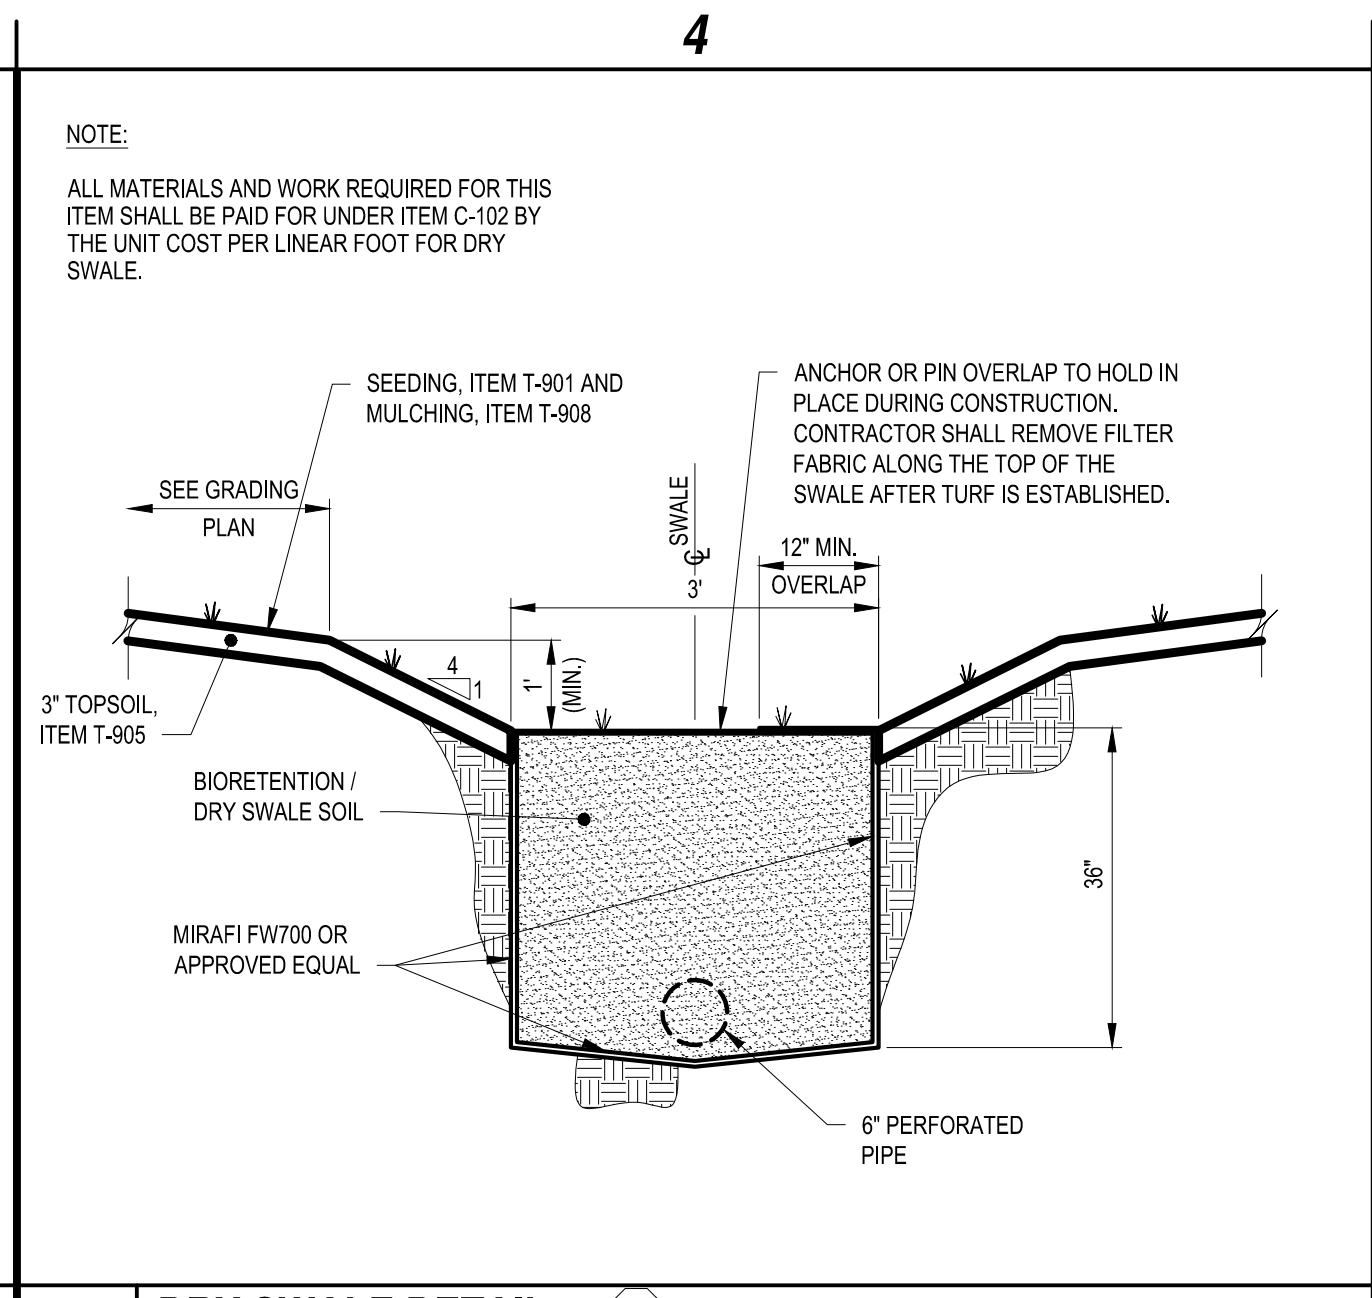 4
NOTE:
ALL MATERIALS AND WORK REQUIRED FOR THIS
ITEM SHALL BE PAID FOR UNDER ITEM C-102 BY
THE UNIT COST PER LINEAR FOOT FOR DRY
SWALE.
SEEDING, ITEM T-901 AND
MULCHING, ITEM T-908
ANCHOR OR PIN OVERLAP TO HOLD IN
PLACE DURING CONSTRUCTION.
CONTRACTOR SHALL REMOVE FILTER
FABRIC ALONG THE TOP OF THE
SWALE AFTER TURF IS ESTABLISHED.
SEE GRADING
PLAN
SWALE
℄
3'
12" MIN.
OVERLAP
4
1
1'
(MIN.)
3" TOPSOIL,
ITEM T-905
BIORETENTION /
DRY SWALE SOIL
36"
MIRAFI FW700 OR
APPROVED EQUAL
6" PERFORATED
PIPE
DRY SWALE DETAIL